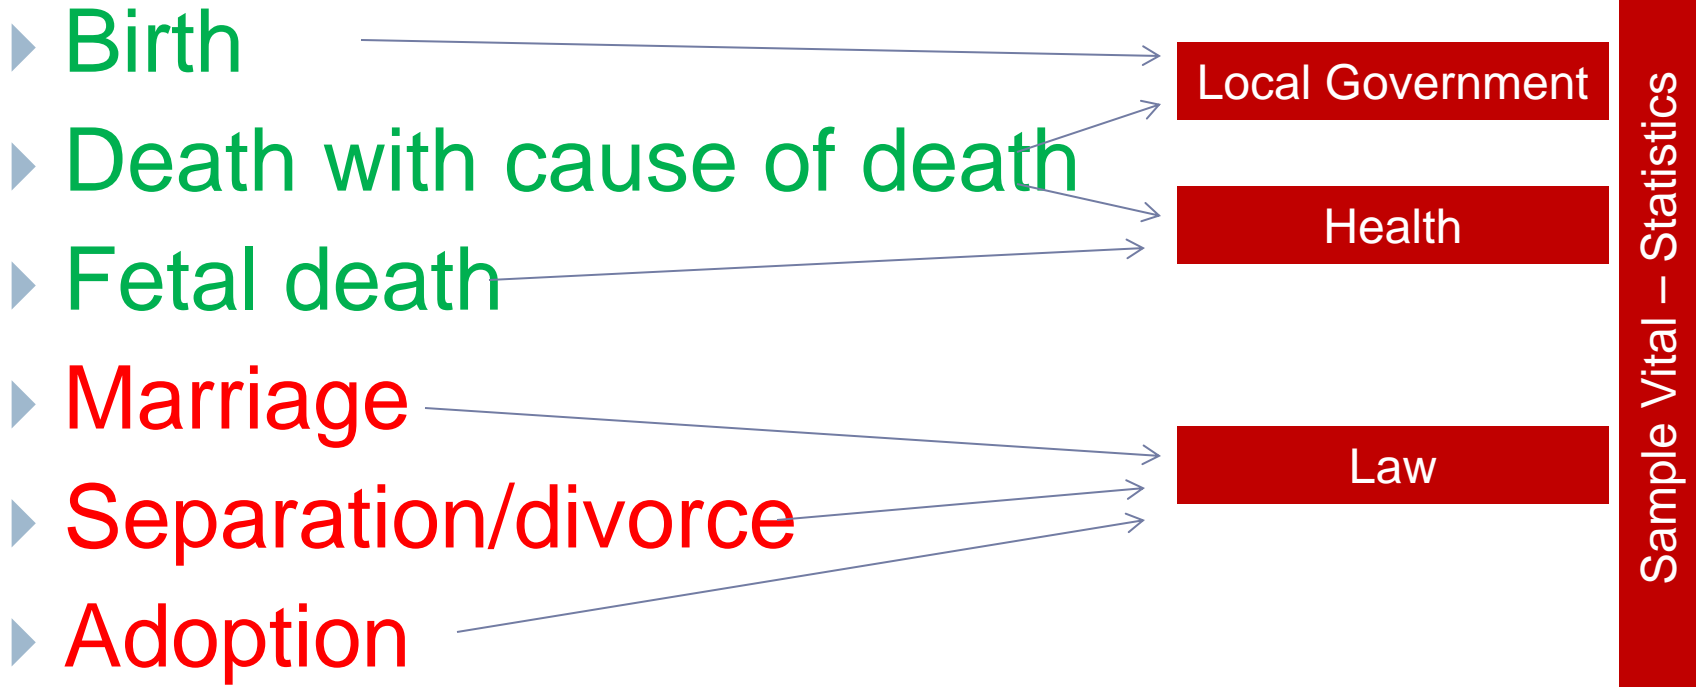 Birth
Death with cause of death
Fetal death
Marriage
Separation/divorce
Adoption
Local Government
Health
Law
Sample Vital – Statistics